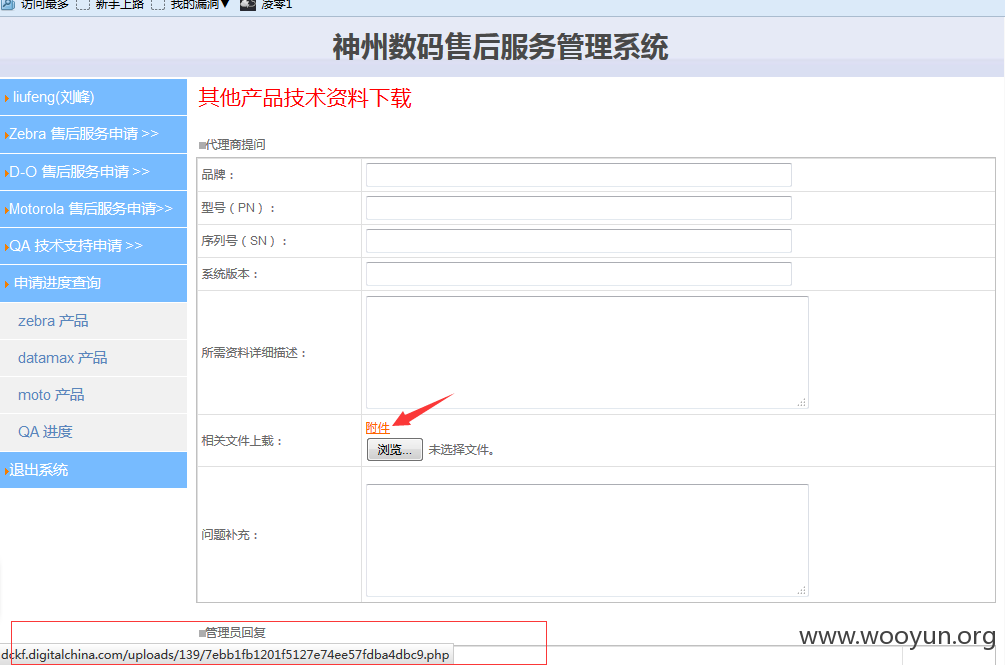 访问最多 新手上路 我的漏洞▼ 凌零1
神州数码售后服务管理系统
liufeng(刘峰)
Zebra 售后服务申请 >>
D-O 售后服务申请 >>
Motorola 售后服务申请>>
QA 技术支持申请 >>
申请进度查询
zebra 产品
datamax 产品
moto 产品
QA 进度
退出系统
其他产品技术资料下载
代理商提问
品牌：
型号（PN）：
序列号（SN）：
系统版本：
所需资料详细描述：
相关文件上载：
附件
浏览... 未选择文件。
问题补充：
管理员回复
www.wooyun.org
dckf.digitalchina.com/uploads/139/7ebb1fb1201f5127e74ee57fdba4dbc9.php